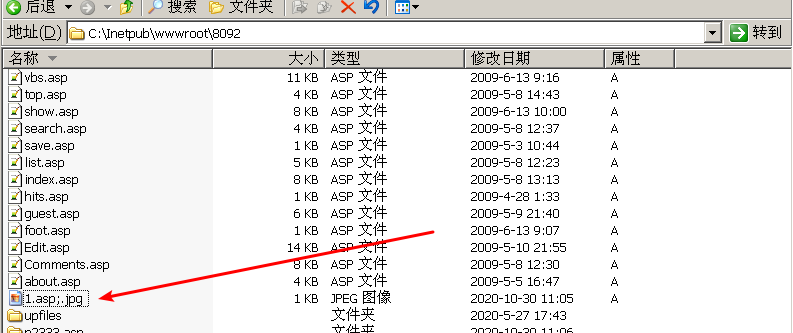 后退 搜索 文件夹
地址(D) C:\Inetpub\wwwroot\8092 转到
名称 大小 类型 修改日期 属性
vbs.asp 11 KB ASP 文件 2009-6-13 9:16 A
top.asp 4 KB ASP 文件 2009-5-8 14:43 A
show.asp 11 KB ASP 文件 2009-6-13 10:00 A
search.asp 4 KB ASP 文件 2009-5-8 12:37 A
save.asp 1 KB ASP 文件 2009-5-3 10:44 A
list.asp 5 KB ASP 文件 2009-5-8 12:23 A
index.asp 8 KB ASP 文件 2009-5-8 13:13 A
hits.asp 1 KB ASP 文件 2009-4-28 1:33 A
guest.asp 6 KB ASP 文件 2009-5-9 21:40 A
foot.asp 1 KB ASP 文件 2009-6-13 9:07 A
Edit.asp 14 KB ASP 文件 2009-5-10 21:55 A
Comments.asp 8 KB ASP 文件 2009-5-8 12:30 A
about.asp 4 KB ASP 文件 2009-5-5 16:47 A
1.asp;.jpg 1 KB JPEG 图像 2020-10-30 11:05 A
upfiles 文件夹 2020-5-27 17:43
文件夹 2020-10-30 11:06